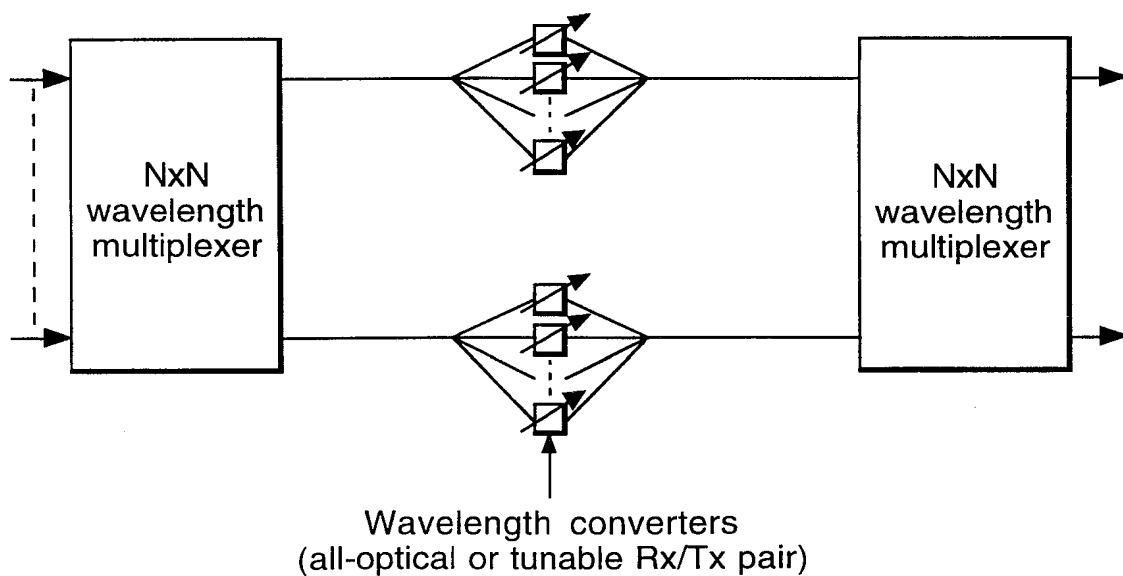 NxN
wavelength
multiplexer
NxN
wavelength
multiplexer
Wavelength converters
(all-optical or tunable Rx/Tx pair)